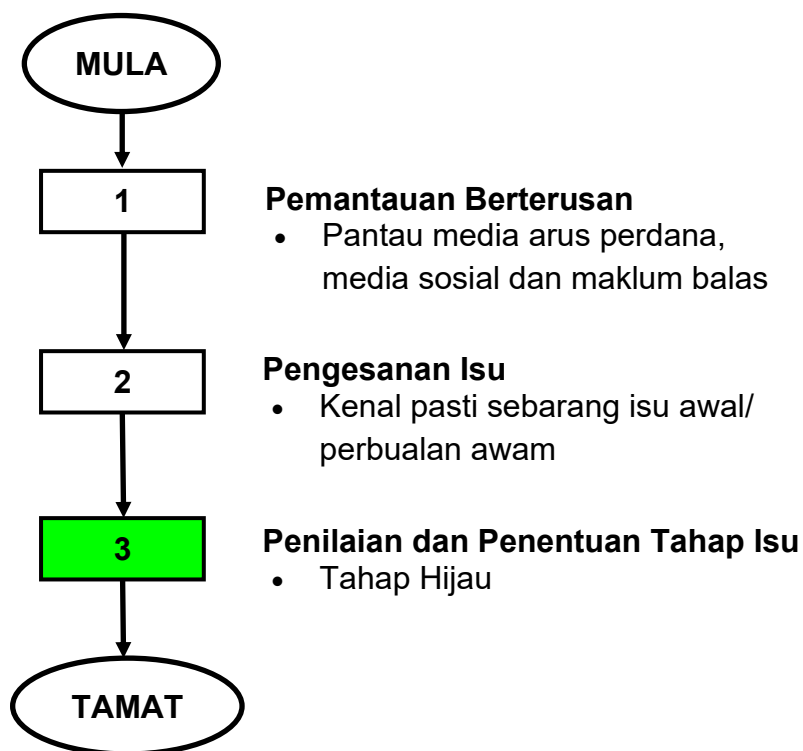 MULA
1
Pemantauan Berterusan
• Pantau media arus perdana,
media sosial dan maklum balas
2
Pengesanan Isu
• Kenal pasti sebarang isu awal/
perbualan awam
3
Penilaian dan Penentuan Tahap Isu
• Tahap Hijau
TAMAT